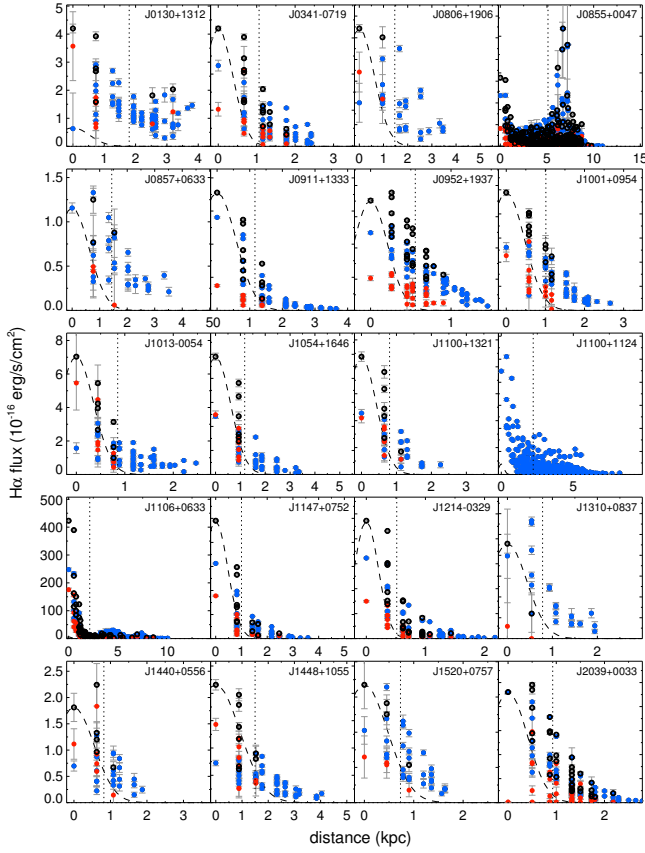 J0130+1312 J0341-0719 J0806+1906 J0855+0047
5
4
3
2
1
0
0 1 2 3 4 0 1 2 3 4 0 1 2 3 4 5 0 5 10 15
J0857+0633 J0911+1333 J0952+1937 J1001+0954
1.5
1.0
0.5
0.0
0 1 2 3 4 50 1 2 3 4 0 1 0 1 2 3
J1013-0054 J1054+1646 J1100+1321 J1100+1124
8
6
4
2
0
0 1 2 0 1 2 3 4 5 0 1 2 3 4 0 5
J1106+0633 J1147+0752 J1214-0329 J1310+0837
500
400
300
200
100
0
0 5 10 0 1 2 3 4 5 0 1 2 0 1 2
J1440+0556 J1448+1055 J1520+0757 J2039+0033
2.5
2.0
1.5
1.0
0.5
0.0
0 1 2 3 0 1 2 3 4 0 1 2 3 0 1 2
Hα flux (10⁻¹⁶ erg/s/cm²)
distance (kpc)